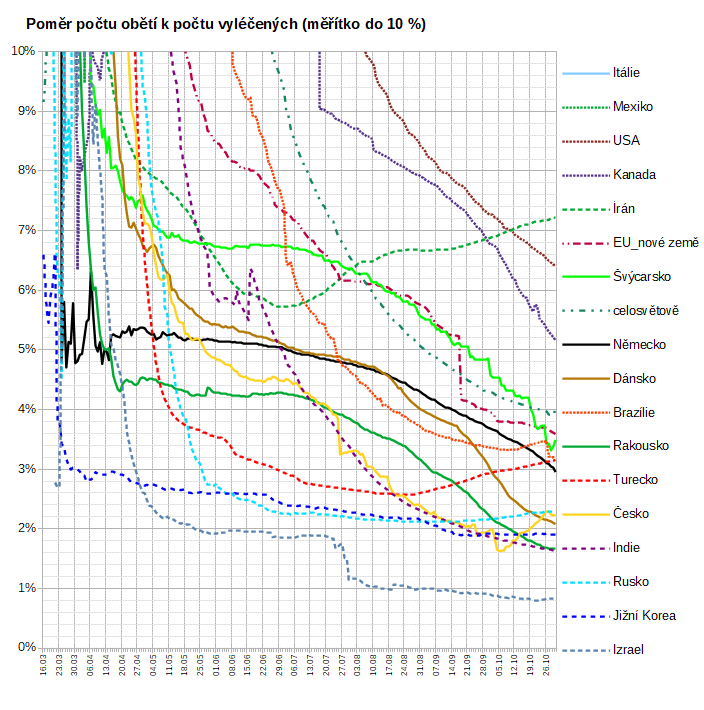 Poměr počtu obětí k počtu vyléčených (měřítko do 10 %)
10%
9%
8%
7%
6%
5%
4%
3%
2%
1%
0%
16.03
23.03
30.03
06.04
13.04
20.04
27.04
04.05
11.05
18.05
25.05
01.06
08.06
15.06
22.06
29.06
06.07
13.07
20.07
27.07
03.08
10.08
17.08
24.08
31.08
07.09
14.09
21.09
28.09
05.10
12.10
19.10
26.10
Itálie
Mexiko
USA
Kanada
Írán
EU_nové země
Švýcarsko
celosvětově
Německo
Dánsko
Brazílie
Rakousko
Turecko
Česko
Indie
Rusko
Jižní Korea
Izrael